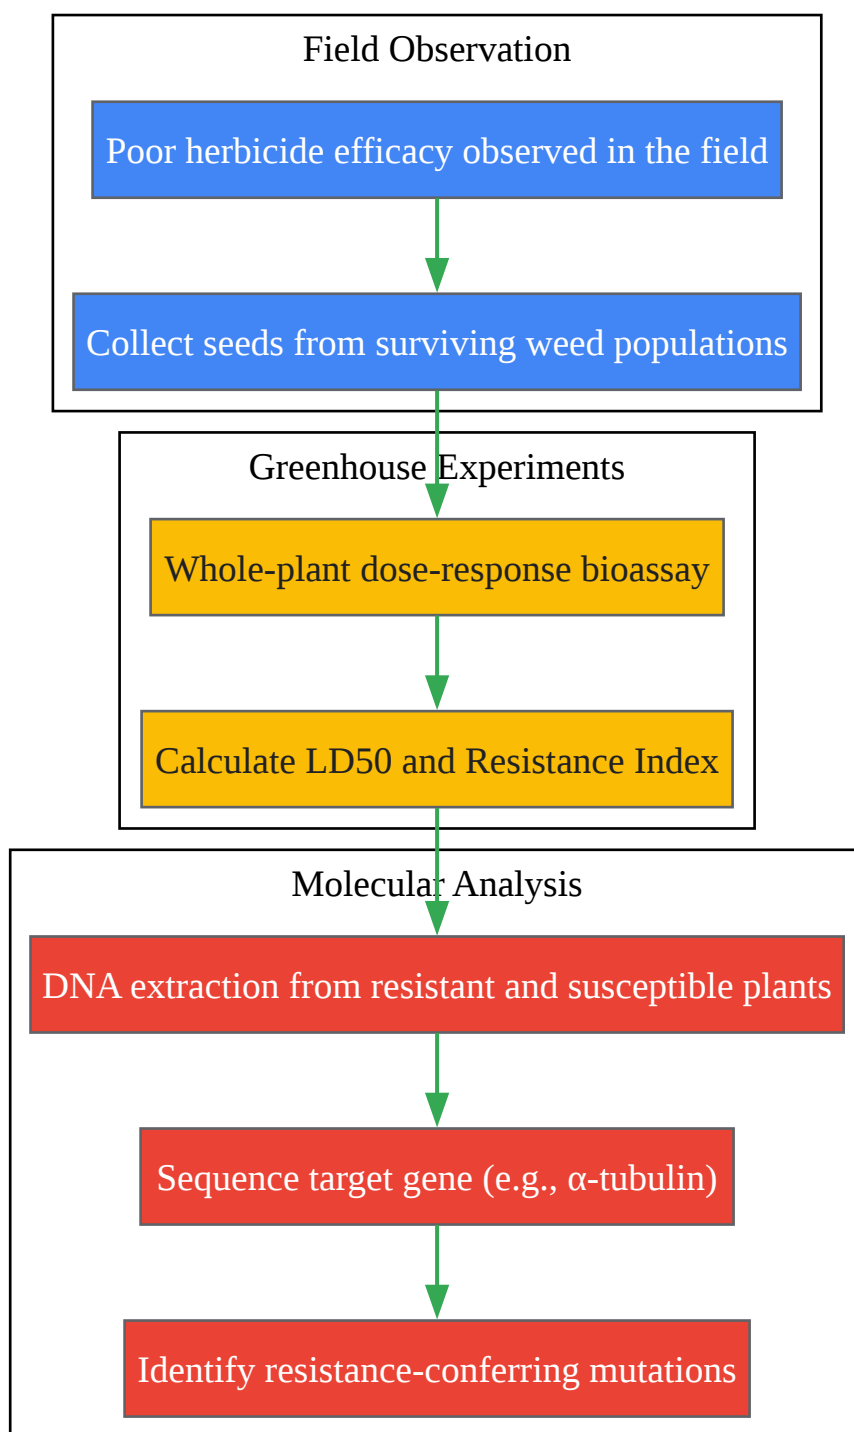 Field Observation
Poor herbicide efficacy observed in the field
Collect seeds from surviving weed populations
Greenhouse Experiments
Whole-plant dose-response bioassay
Calculate LD50 and Resistance Index
Molecular Analysis
DNA extraction from resistant and susceptible plants
Sequence target gene (e.g., α-tubulin)
Identify resistance-conferring mutations